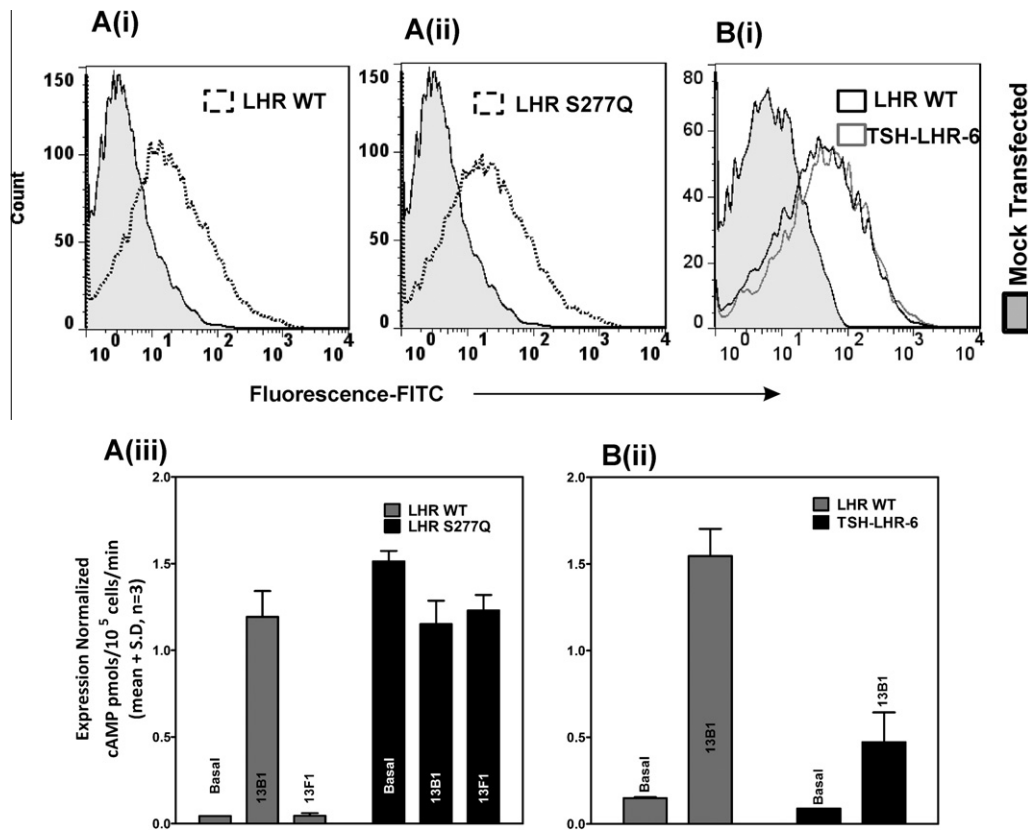 A(i)
A(ii)
B(i)
150
100
50
0
Count
LHR WT
10^0 10^1 10^2 10^3 10^4
150
100
50
0
LHR S277Q
10^0 10^1 10^2 10^3 10^4
80
60
40
20
0
LHR WT
TSH-LHR-6
10^0 10^1 10^2 10^3 10^4
Mock Transfected
Fluorescence-FITC
A(iii)
B(ii)
Expression Normalized
cAMP pmols/10^5 cells/min
(mean + S.D, n=3)
2.0
1.5
1.0
0.5
0.0
LHR WT
LHR S277Q
Basal
13B1
13F1
Basal
13B1
13F1
2.0
1.5
1.0
0.5
0.0
LHR WT
TSH-LHR-6
Basal
13B1
Basal
13B1